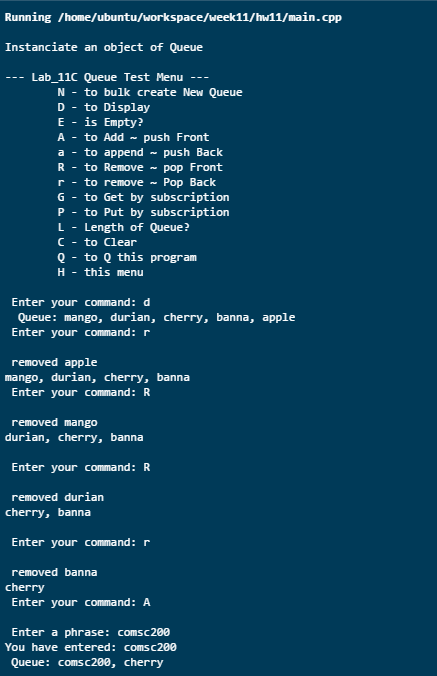 Running /home/ubuntu/workspace/week11/hw11/main.cpp
Instanciate an object of Queue
--- Lab_11C Queue Test Menu ---
N - to bulk create New Queue
D - to Display
E - is Empty?
A - to Add ~ push Front
a - to append ~ push Back
R - to Remove ~ pop Front
r - to remove ~ Pop Back
G - to Get by subscription
P - to Put by subscription
L - Length of Queue?
C - to Clear
Q - to Q this program
H - this menu
Enter your command: d
Queue: mango, durian, cherry, banna, apple
Enter your command: r
removed apple
mango, durian, cherry, banna
Enter your command: R
removed mango
durian, cherry, banna
Enter your command: R
removed durian
cherry, banna
Enter your command: r
removed banna
cherry
Enter your command: A
Enter a phrase: comsc200
You have entered: comsc200
Queue: comsc200, cherry